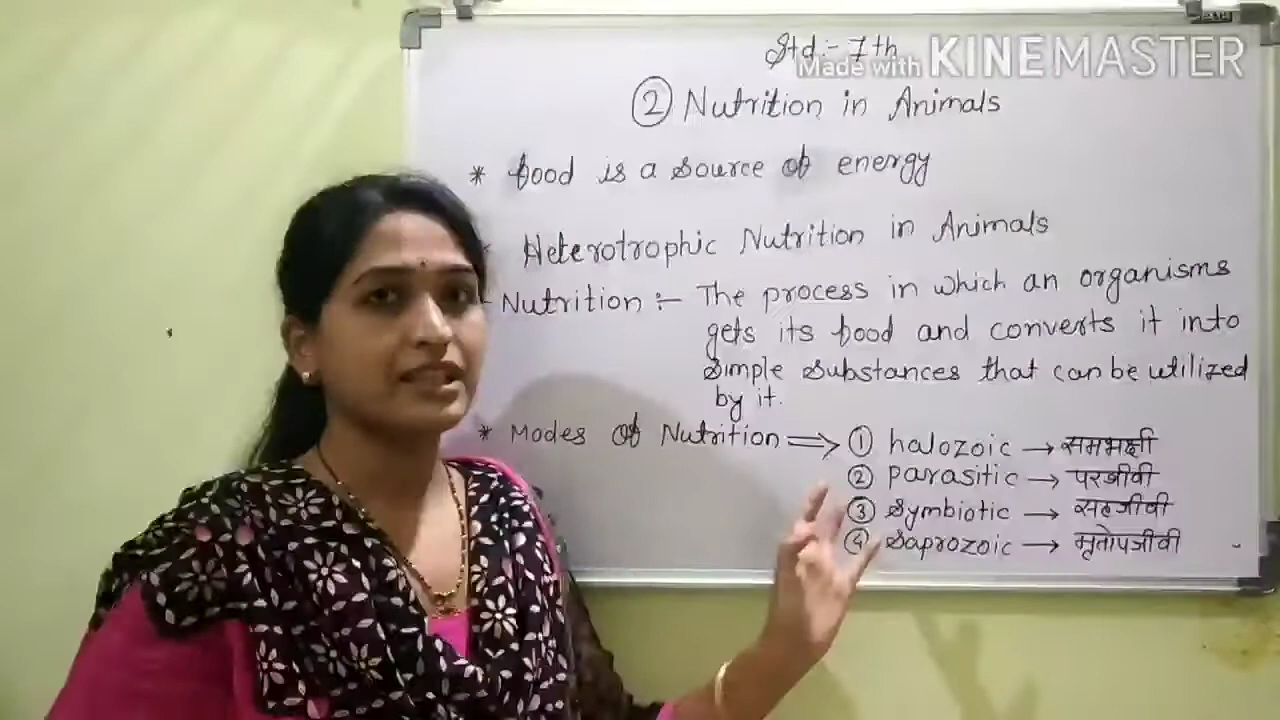 Std:- 7th
Made with KINEMASTER
② Nutrition in Animals
* food is a source of energy
* Heterotrophic Nutrition in Animals
Nutrition :- The process in which an organisms
gets its food and converts it into
simple substances that can be utilized
by it.
* Modes of Nutrition ⇒ ① halozoic → समभक्षी
② Parasitic → परजीवी
③ Symbiotic → सहजीवी
④ Saprozoic → मृतोपजीवी